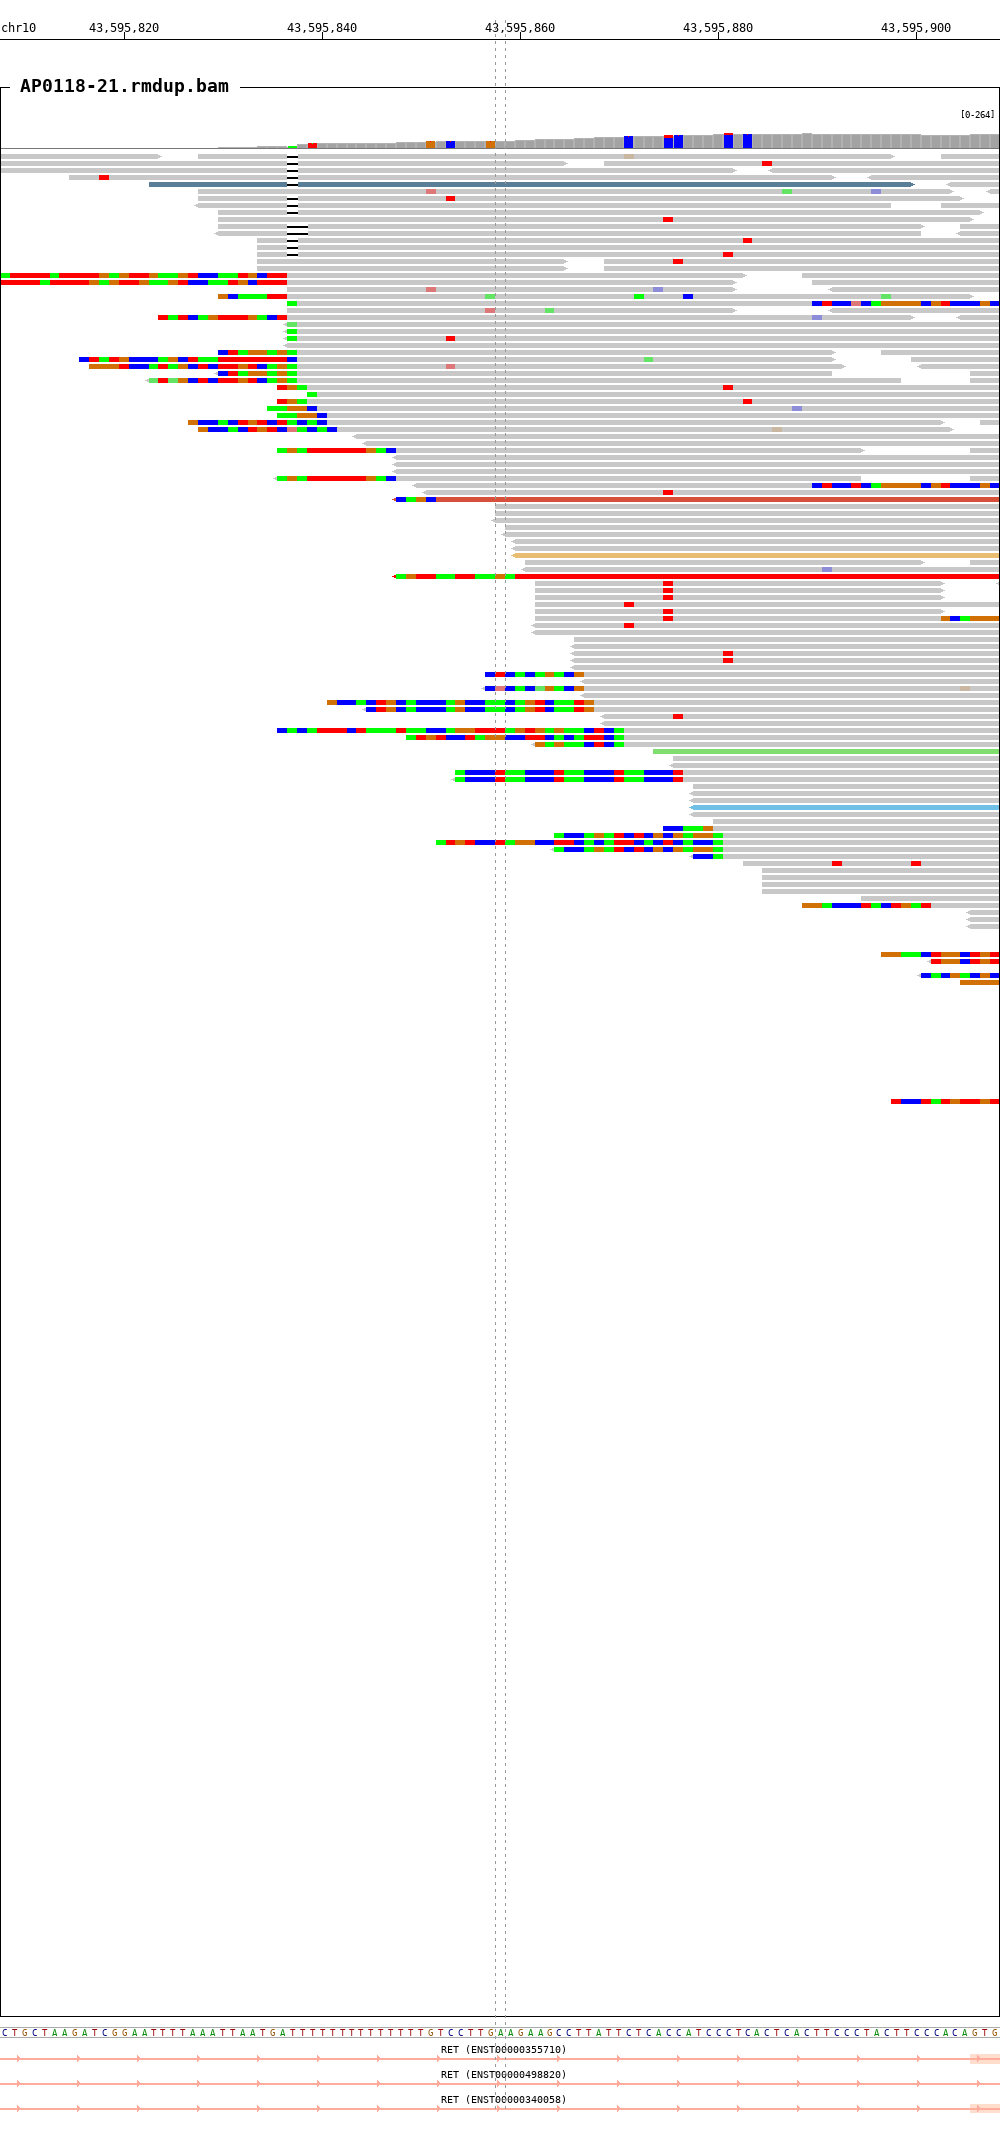 chr10 43,595,820 43,595,840 43,595,860 43,595,880 43,595,900
AP0118-21.rmdup.bam
[0-264]
CTGCTAAGATCGGAATTTTAAATTAATGATTTTTTTTTTTTTTGTCCTTGAAGAAGCCTTATTCTCACCATCCCTCACTCACTTCCCTACTTCCCACAGTG
RET (ENST00000355710)
RET (ENST00000498820)
RET (ENST00000340058)